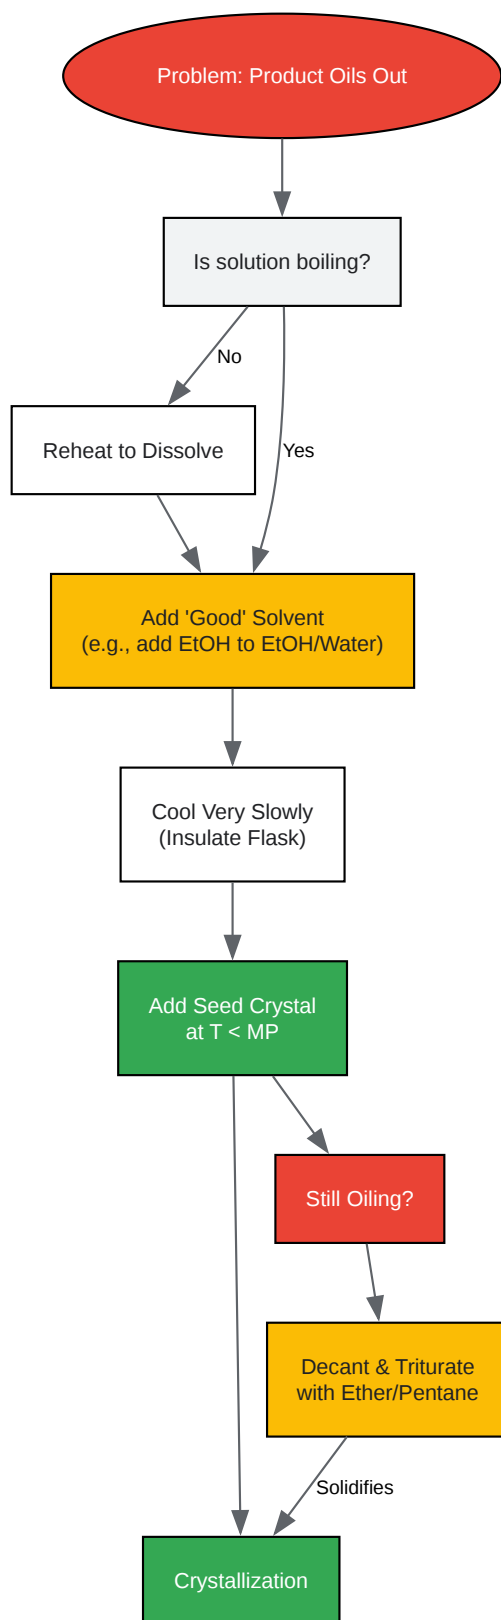 Problem: Product Oils Out
Is solution boiling?
No
Reheat to Dissolve
Yes
Add 'Good' Solvent
(e.g., add EtOH to EtOH/Water)
Cool Very Slowly
(Insulate Flask)
Add Seed Crystal
at T < MP
Still Oiling?
Decant & Triturate
with Ether/Pentane
Solidifies
Crystallization